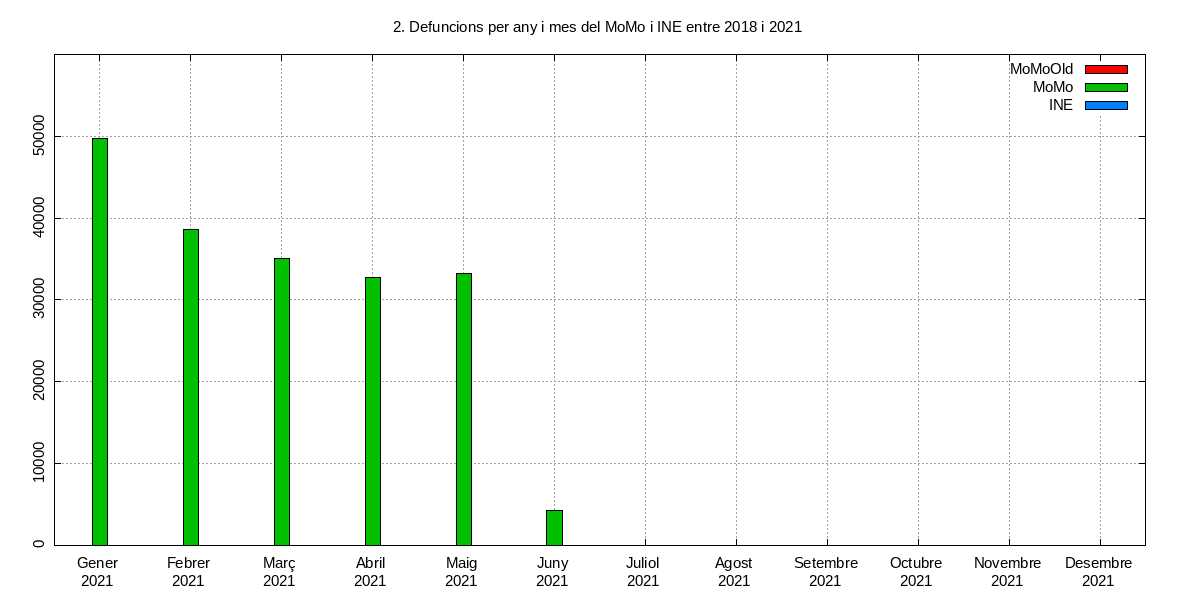 2. Defuncions per any i mes del MoMo i INE entre 2018 i 2021
MoMoOld
MoMo
INE
50000
40000
30000
20000
10000
0
Gener Febrer Març Abril Maig Juny Juliol Agost Setembre Octubre Novembre Desembre
2021 2021 2021 2021 2021 2021 2021 2021 2021 2021 2021 2021